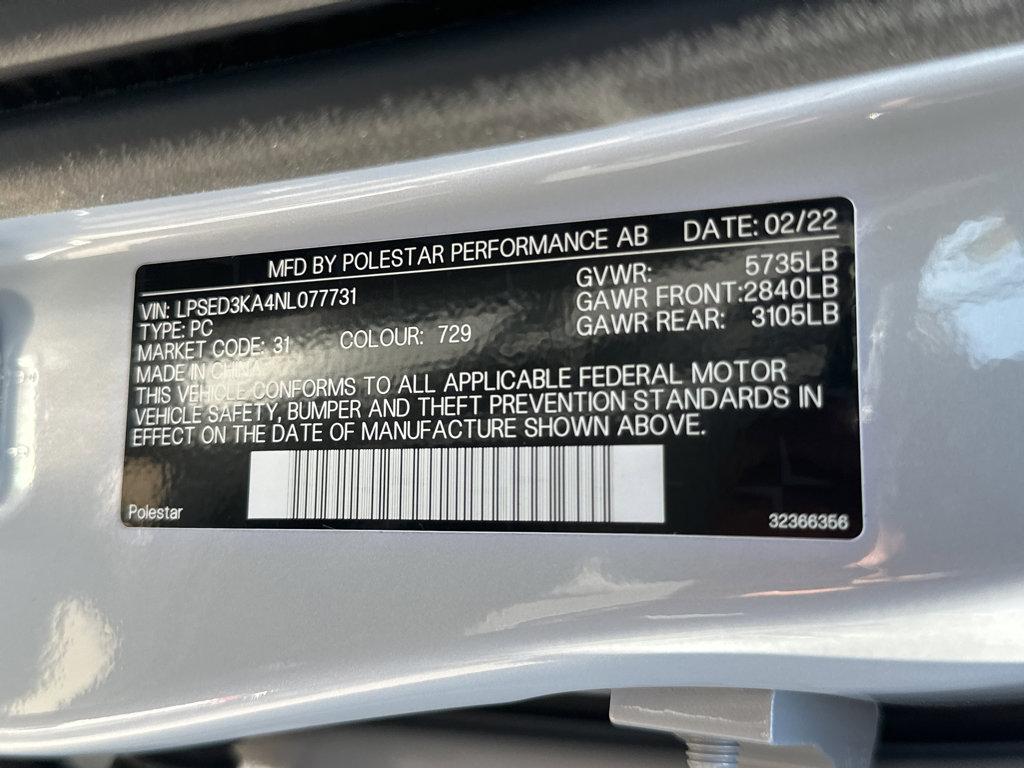 MFD BY POLESTAR PERFORMANCE AB DATE: 02/22
VIN: LPSED3KA4NL077731 GVWR: 5735LB
TYPE: PC GAWR FRONT: 2840LB
MARKET CODE: 31 COLOUR: 729 GAWR REAR: 3105LB
MADE IN CHINA
THIS VEHICLE CONFORMS TO ALL APPLICABLE FEDERAL MOTOR
VEHICLE SAFETY, BUMPER AND THEFT PREVENTION STANDARDS IN
EFFECT ON THE DATE OF MANUFACTURE SHOWN ABOVE.
Polestar 32366356